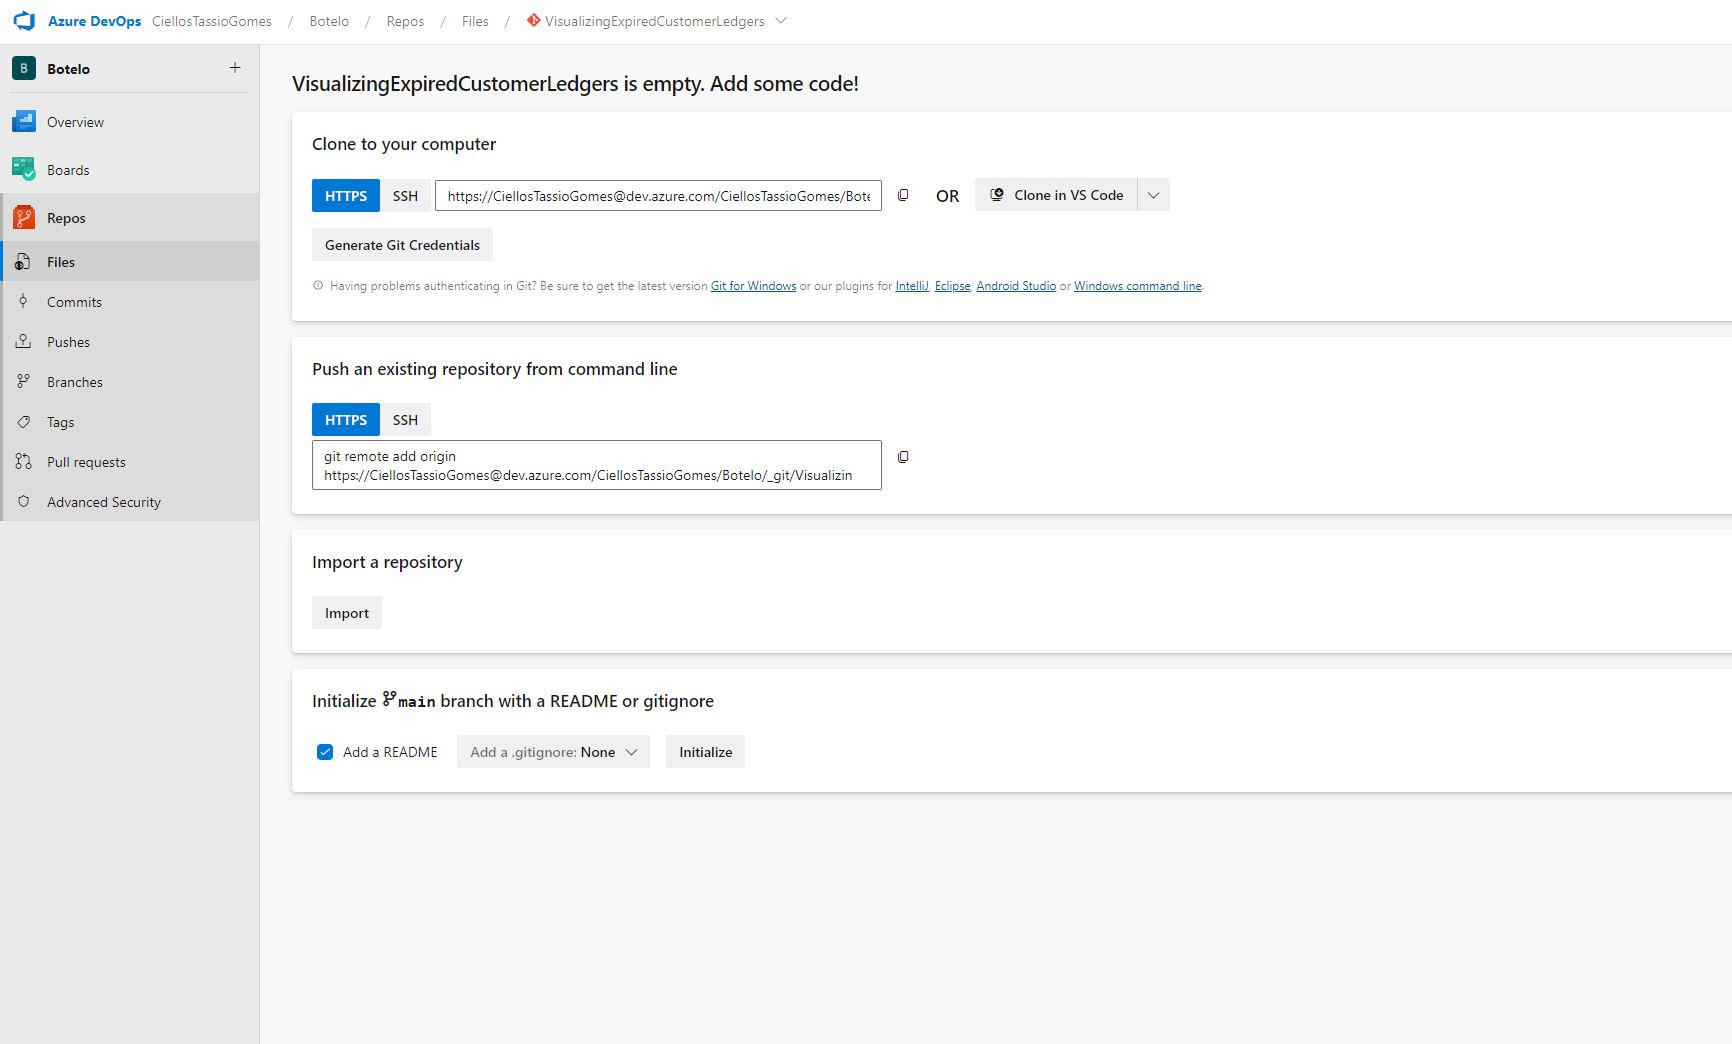 Azure DevOps CiellosTassioGomes / Botelo / Repos / Files / VisualizingExpiredCustomerLedgers
B Botelo +
Overview
Boards
Repos
Files
Commits
Pushes
Branches
Tags
Pull requests
Advanced Security
VisualizingExpiredCustomerLedgers is empty. Add some code!
Clone to your computer
HTTPS SSH https://CiellosTassioGomes@dev.azure.com/CiellosTassioGomes/Bote OR Clone in VS Code
Generate Git Credentials
Having problems authenticating in Git? Be sure to get the latest version Git for Windows or our plugins for IntelliJ, Eclipse, Android Studio or Windows command line.
Push an existing repository from command line
HTTPS SSH
git remote add origin
https://CiellosTassioGomes@dev.azure.com/CiellosTassioGomes/Botelo/_git/Visualizin
Import a repository
Import
Initialize main branch with a README or gitignore
Add a README Add a .gitignore: None Initialize